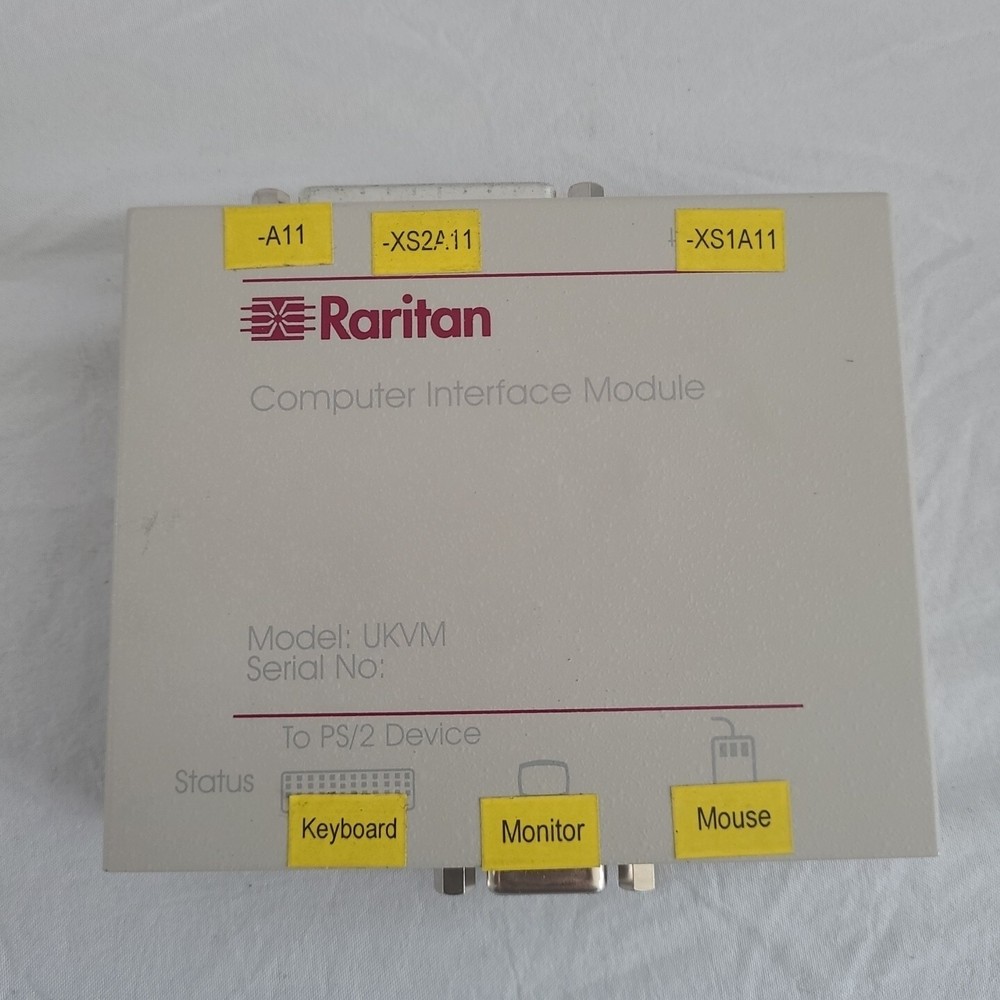 -A11
-XS2A11
-XS1A11
Raritan
Computer Interface Module
Model: UKVM
Serial No:
To PS/2 Device
Status
Keyboard
Monitor
Mouse